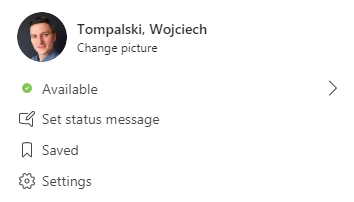 Tompalski, Wojciech
Change picture
Available
Set status message
Saved
Settings